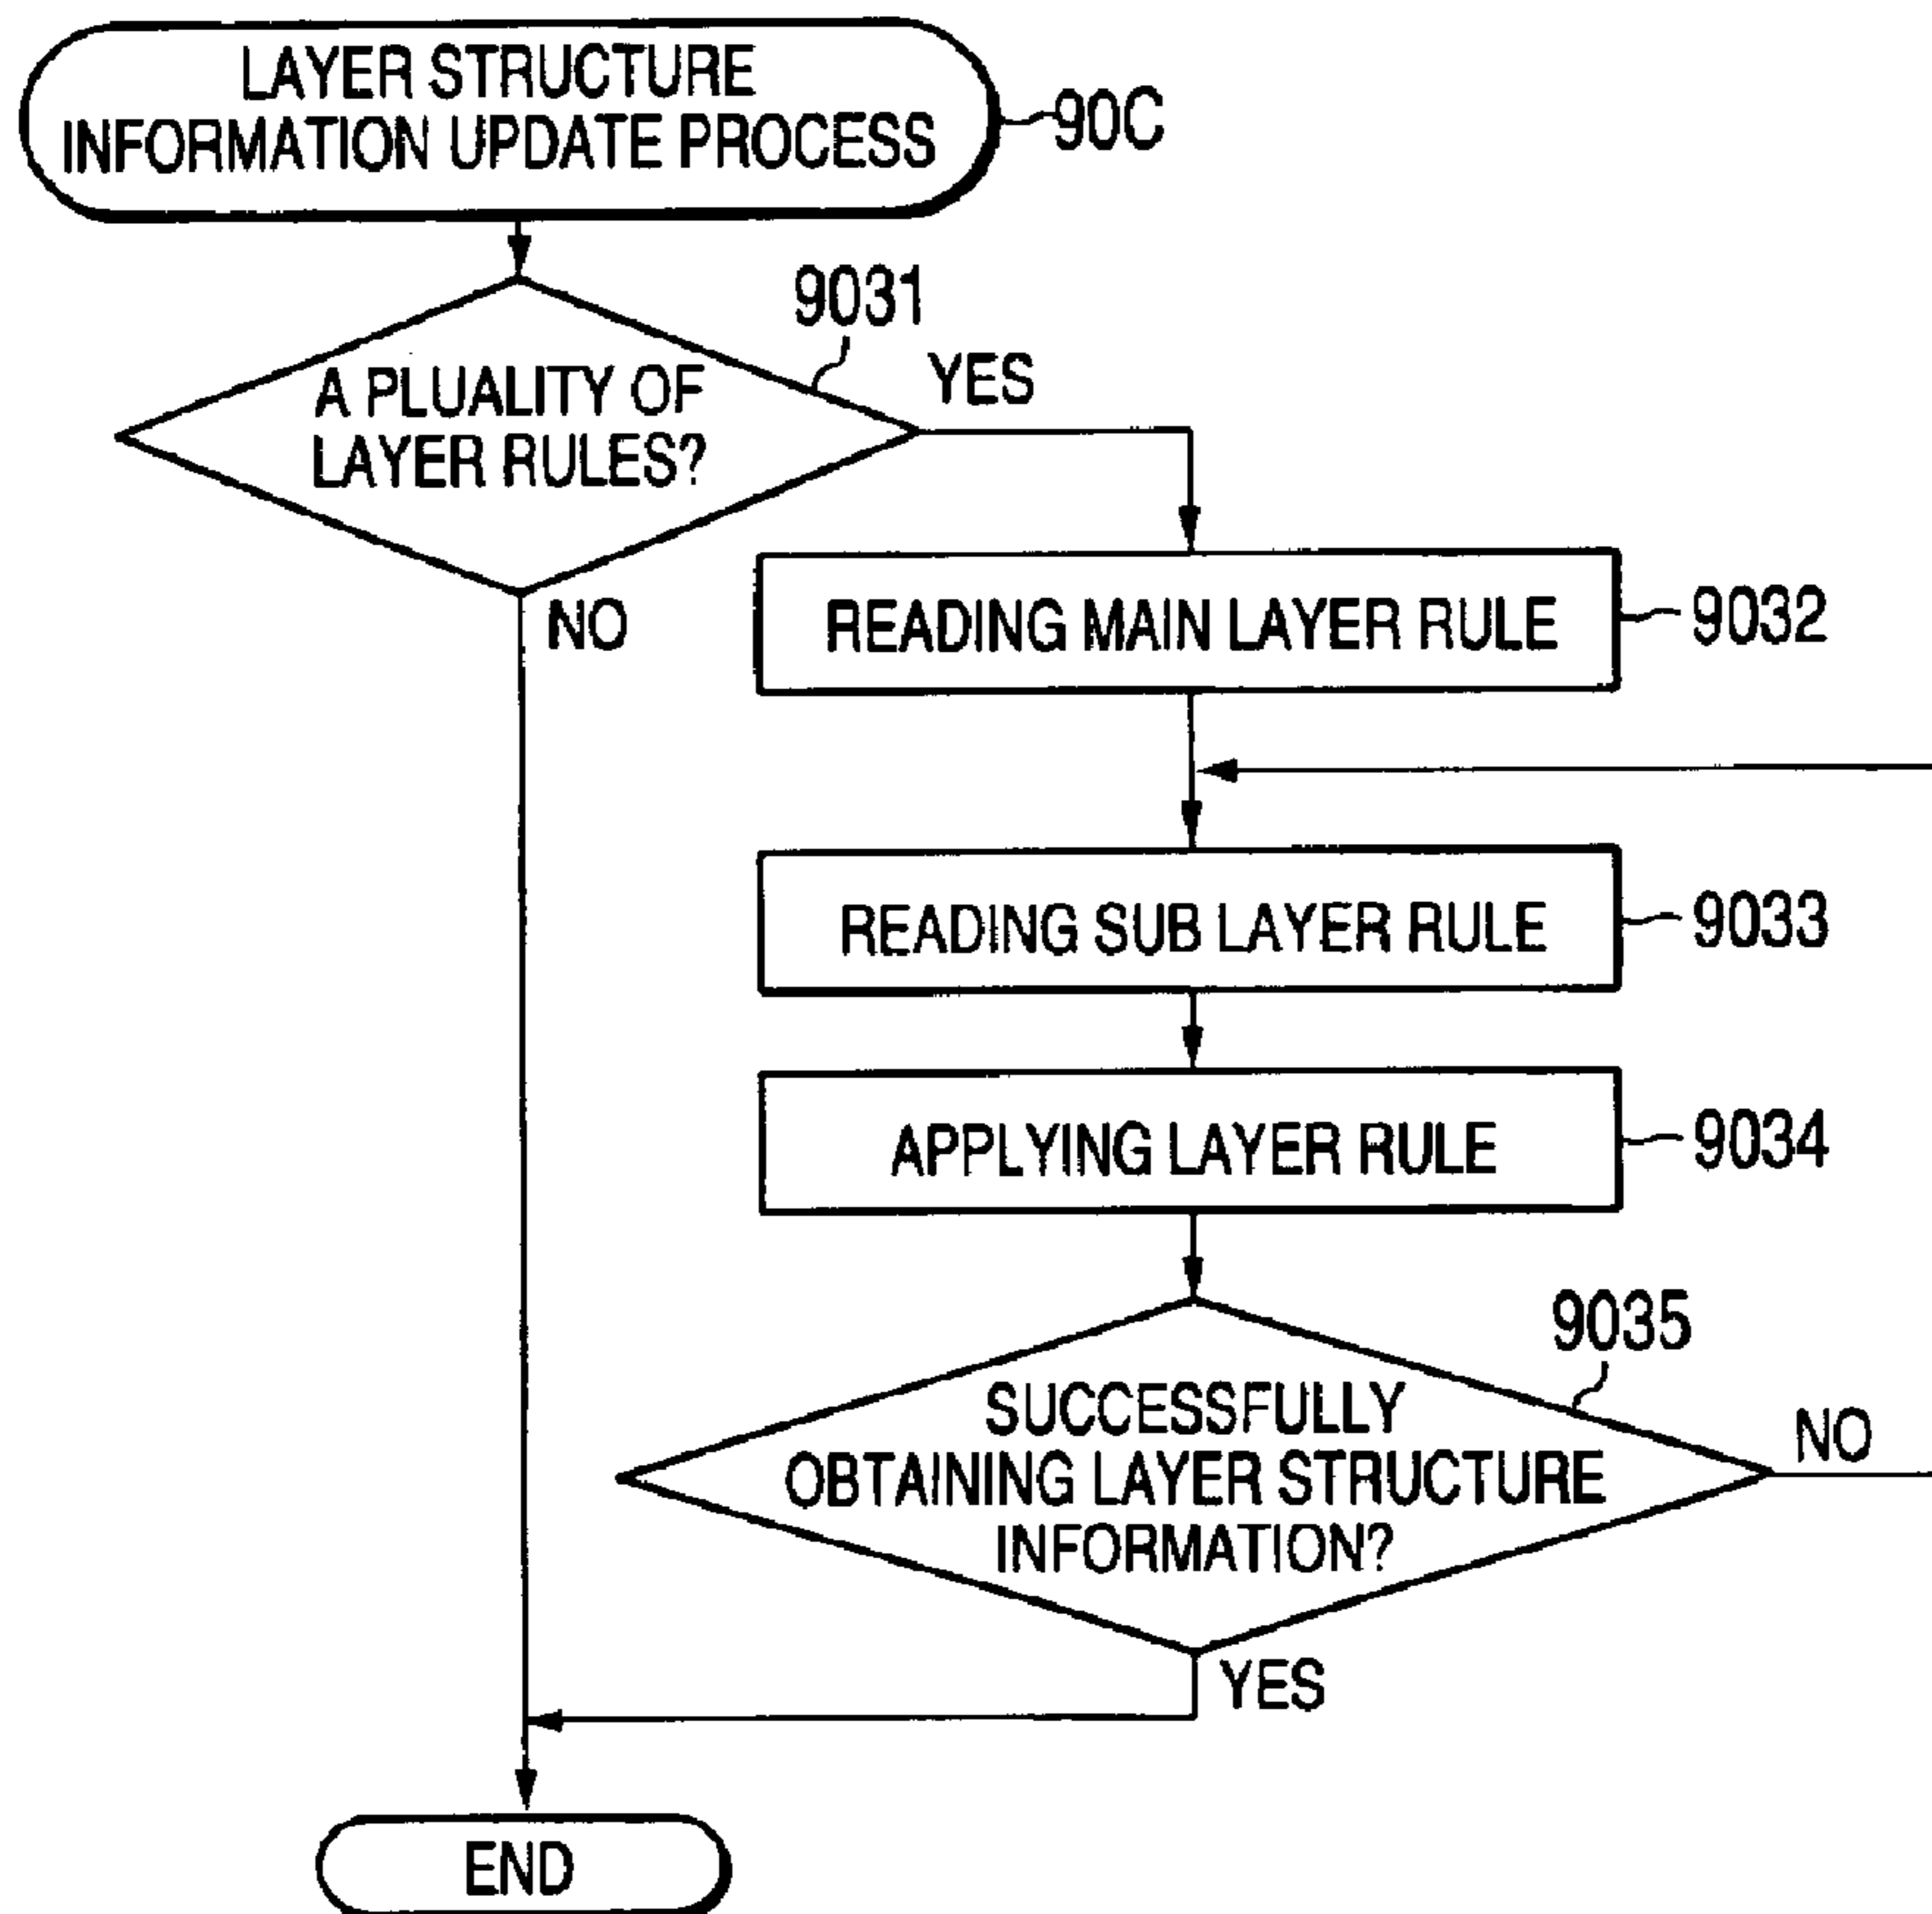 LAYER STRUCTURE
INFORMATION UPDATE PROCESS
90C
9031
A PLUALITY OF
LAYER RULES?
YES
NO
READING MAIN LAYER RULE
9032
READING SUB LAYER RULE
9033
APPLYING LAYER RULE
9034
9035
SUCCESSFULLY
OBTAINING LAYER STRUCTURE
INFORMATION?
NO
YES
END